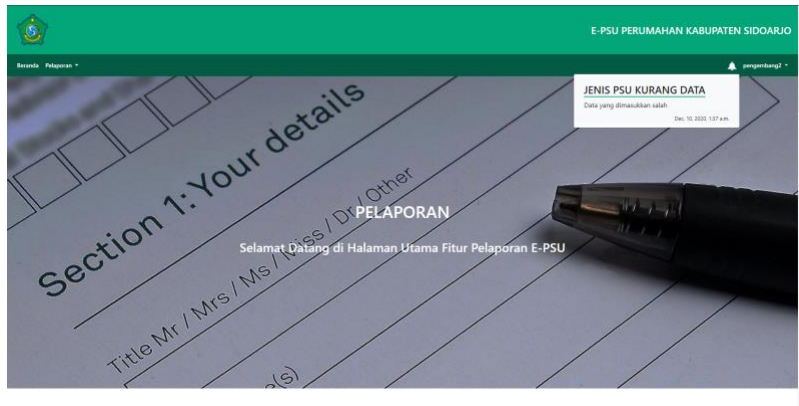 E-PSU PERUMAHAN KABUPATEN SIDOARJO
Beranda Pelaporan pengembang2
JENIS PSU KURANG DATA
Data yang dimasukkan salah
Dec. 10, 2020, 1:37 a.m.
Section 1: Your details
PELAPORAN
Selamat Datang di Halaman Utama Fitur Pelaporan E-PSU
Title Mr / Mrs / Ms / Miss / Dr / Other